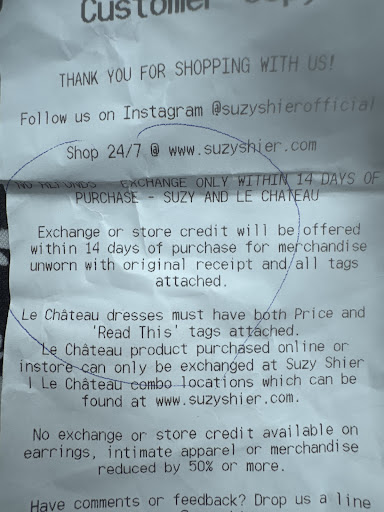 Customer Copy
THANK YOU FOR SHOPPING WITH US!
Follow us on Instagram @suzyshierofficial
Shop 24/7 @ www.suzyshier.com
NO REFUNDS - EXCHANGE ONLY WITHIN 14 DAYS OF
PURCHASE - SUZY AND LE CHATEAU
Exchange or store credit will be offered
within 14 days of purchase for merchandise
unworn with original receipt and all tags
attached.
Le Château dresses must have both Price and
'Read This' tags attached.
Le Château product purchased online or
instore can only be exchanged at Suzy Shier
| Le Château combo locations which can be
found at www.suzyshier.com.
No exchange or store credit available on
earrings, intimate apparel or merchandise
reduced by 50% or more.
Have comments or feedback? Drop us a line